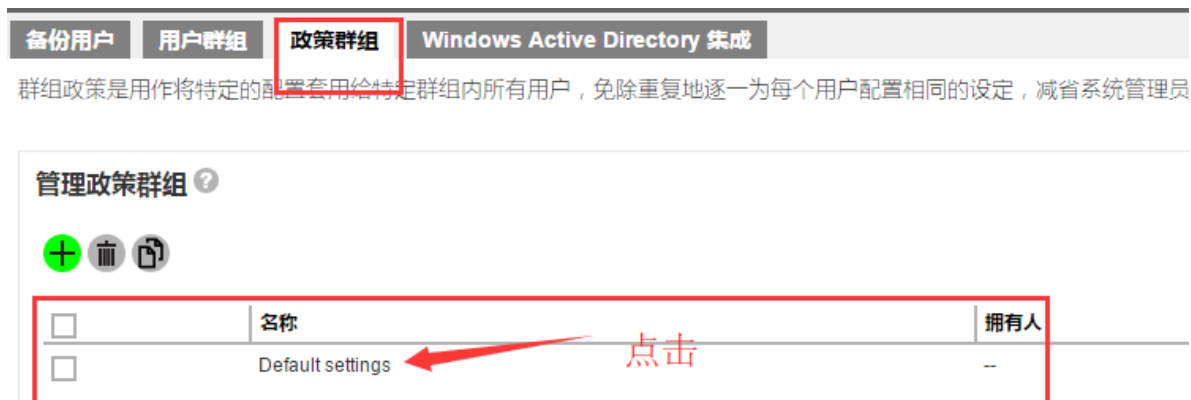 备份用户 用户群组 政策群组 Windows Active Directory 集成
群组政策是用作将特定的配置套用给特定群组内所有用户，免除重复地逐一为每个用户配置相同的设定，减省系统管理员
管理政策群组 ?
名称 拥有人
Default settings 点击 --